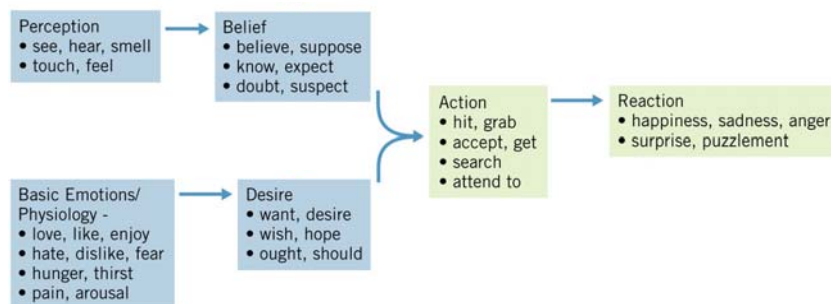 Perception
• see, hear, smell
• touch, feel
Belief
• believe, suppose
• know, expect
• doubt, suspect
Basic Emotions/
Physiology -
• love, like, enjoy
• hate, dislike, fear
• hunger, thirst
• pain, arousal
Desire
• want, desire
• wish, hope
• ought, should
Action
• hit, grab
• accept, get
• search
• attend to
Reaction
• happiness, sadness, anger
• surprise, puzzlement